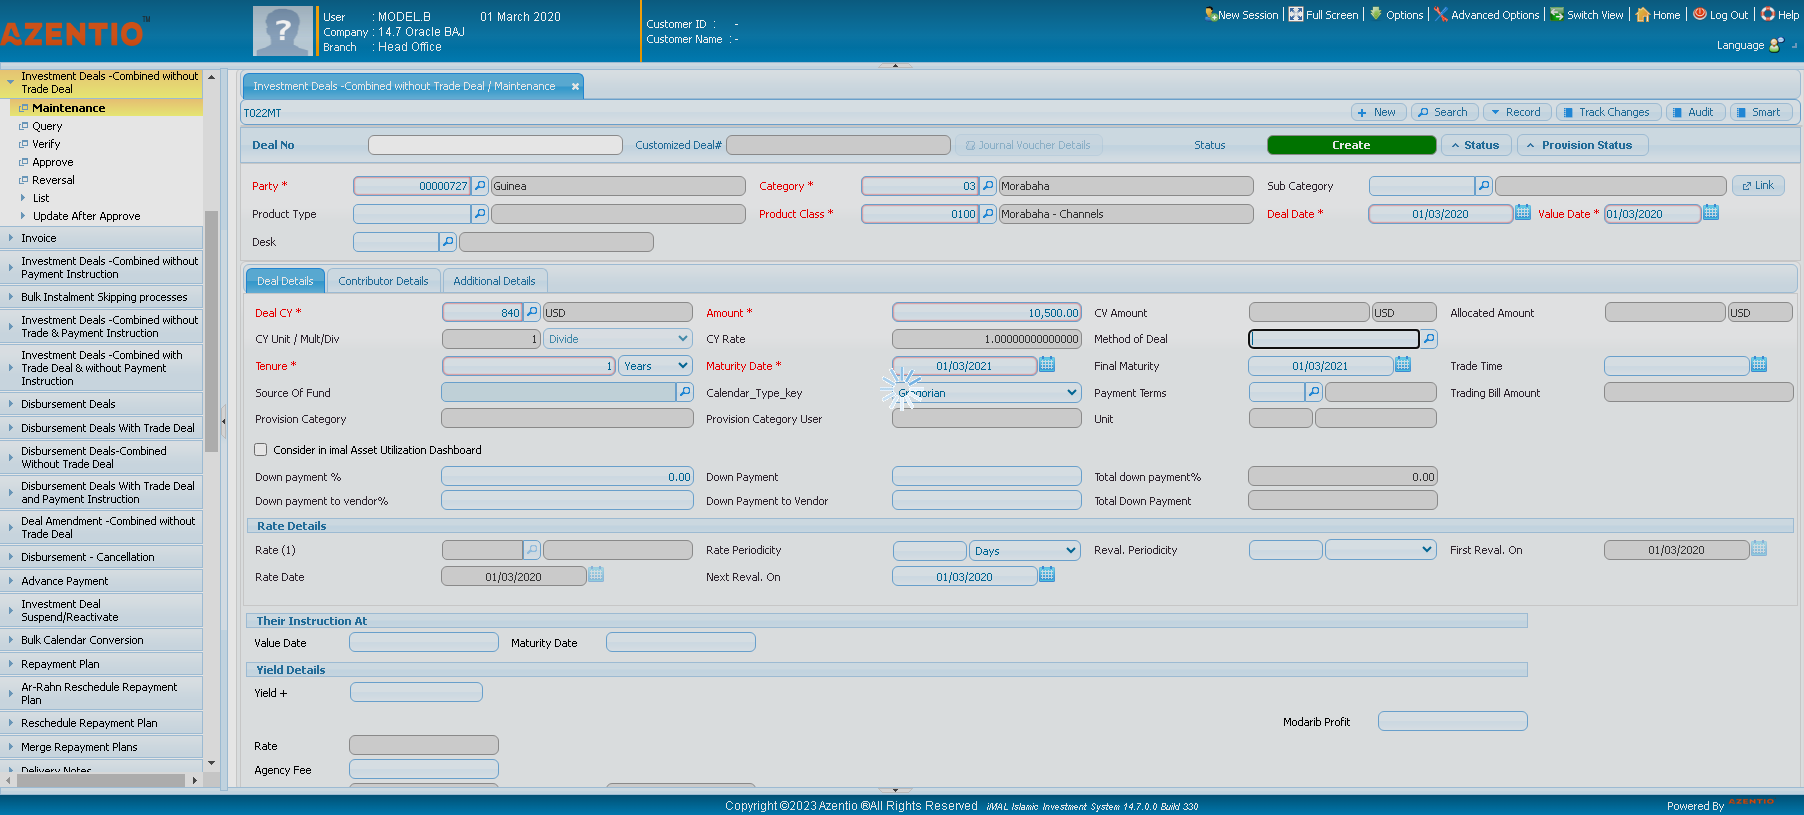 AZENTIO™
User : MODEL.B 01 March 2020
Company : 14.7 Oracle BAJ
Branch : Head Office
Customer ID : -
Customer Name : -
New Session Full Screen Options Advanced Options Switch View Home Log Out Help
Language
Investment Deals -Combined without
Trade Deal
Maintenance
Query
Verify
Approve
Reversal
List
Update After Approve
Invoice
Investment Deals -Combined without
Payment Instruction
Bulk Instalment Skipping processes
Investment Deals -Combined without
Trade & Payment Instruction
Investment Deals -Combined with
Trade Deal & without Payment
Instruction
Disbursement Deals
Disbursement Deals With Trade Deal
Disbursement Deals-Combined
Without Trade Deal
Disbursement Deals With Trade Deal
and Payment Instruction
Deal Amendment -Combined without
Trade Deal
Disbursement - Cancellation
Advance Payment
Investment Deal
Suspend/Reactivate
Bulk Calendar Conversion
Repayment Plan
Ar-Rahn Reschedule Repayment
Plan
Reschedule Repayment Plan
Merge Repayment Plans
Delivery Notes
Investment Deals -Combined without Trade Deal / Maintenance
T022MT
New Search Record Track Changes Audit Smart
Deal No Customized Deal# Journal Voucher Details Status Create Status Provision Status
Party * 00000727 Guinea Category * 03 Morabaha Sub Category Link
Product Type Product Class * 0100 Morabaha - Channels Deal Date * 01/03/2020 Value Date * 01/03/2020
Desk
Deal Details Contributor Details Additional Details
Deal CY * 840 USD Amount * 10,500.00 CV Amount USD Allocated Amount USD
CY Unit / Mult/Div 1 Divide CY Rate 1.00000000000000 Method of Deal
Tenure * 1 Years Maturity Date * 01/03/2021 Final Maturity 01/03/2021 Trade Time
Source Of Fund Calendar_Type_key Gregorian Payment Terms Trading Bill Amount
Provision Category Provision Category User Unit
Consider in imal Asset Utilization Dashboard
Down payment % 0.00 Down Payment Total down payment% 0.00
Down payment to vendor% Down Payment to Vendor Total Down Payment
Rate Details
Rate (1) Rate Periodicity Days Reval. Periodicity First Reval. On 01/03/2020
Rate Date 01/03/2020 Next Reval. On 01/03/2020
Their Instruction At
Value Date Maturity Date
Yield Details
Yield +
Modarib Profit
Rate
Agency Fee
Copyright ©2023 Azentio ®All Rights Reserved iMAL Islamic Investment System 14.7.0.0 Build 330
Powered By AZENTIO